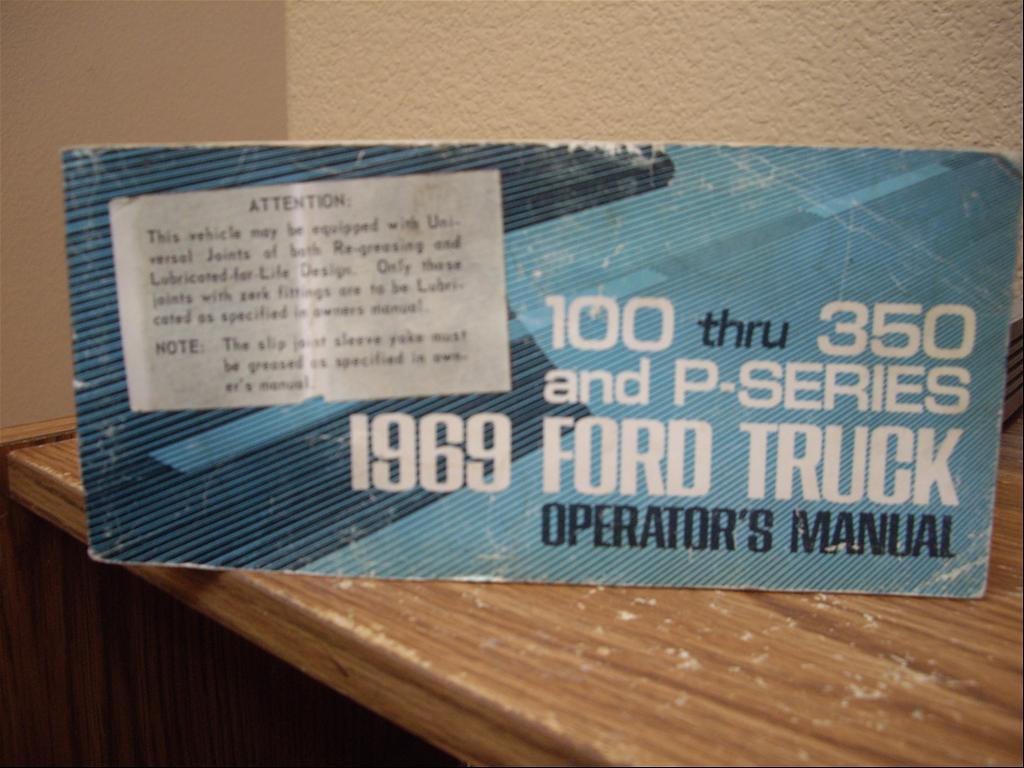 ATTENTION:
This vehicle may be equipped with Uni-
versal Joints of both Re-greasing and
Lubricated-for-Life Design. Only those
joints with zerk fittings are to be Lubri-
cated as specified in owners manual.
NOTE: The slip joint sleeve yoke must
be greased as specified in own-
er's manual.
100 thru 350
and P-SERIES
1969 FORD TRUCK
OPERATOR'S MANUAL